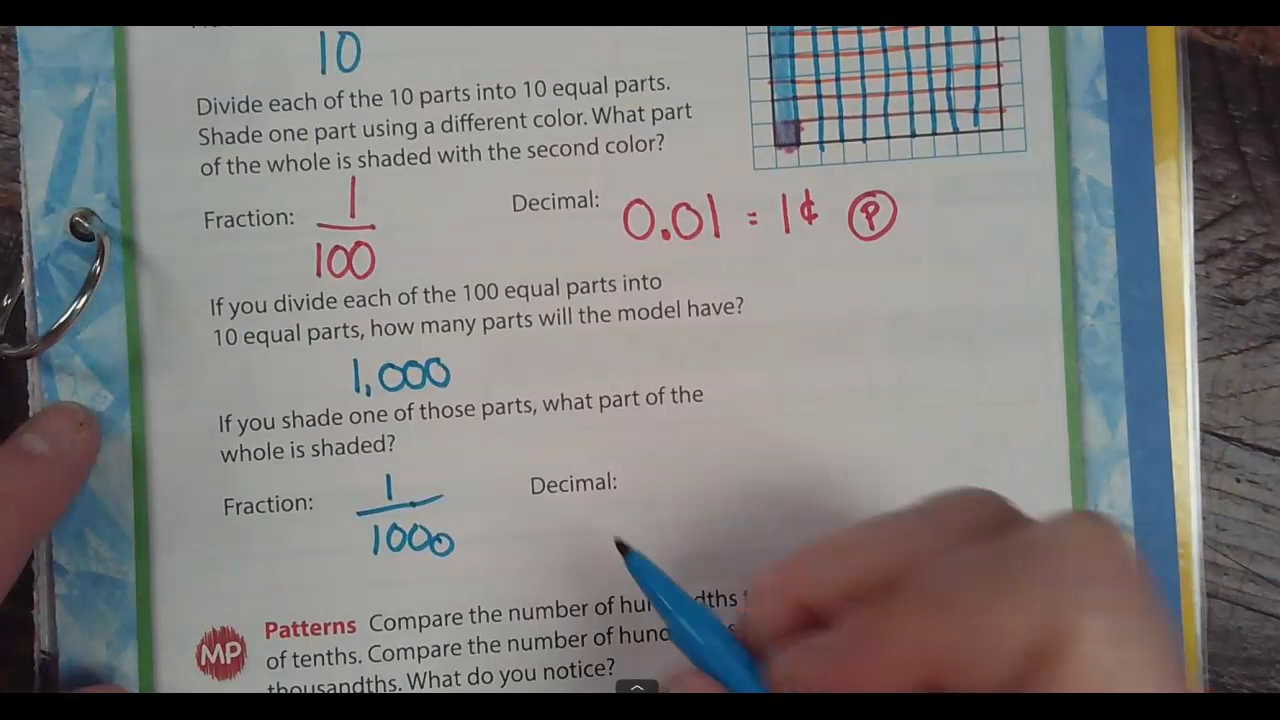 10
Divide each of the 10 parts into 10 equal parts.
Shade one part using a different color. What part
of the whole is shaded with the second color?
Fraction: 1/100 Decimal: 0.01 = 1¢ P
If you divide each of the 100 equal parts into
10 equal parts, how many parts will the model have?
1,000
If you shade one of those parts, what part of the
whole is shaded?
Fraction: 1/1000 Decimal:
Patterns Compare the number of
MP of tenths. Compare the number of
thousandths. What do you notice?